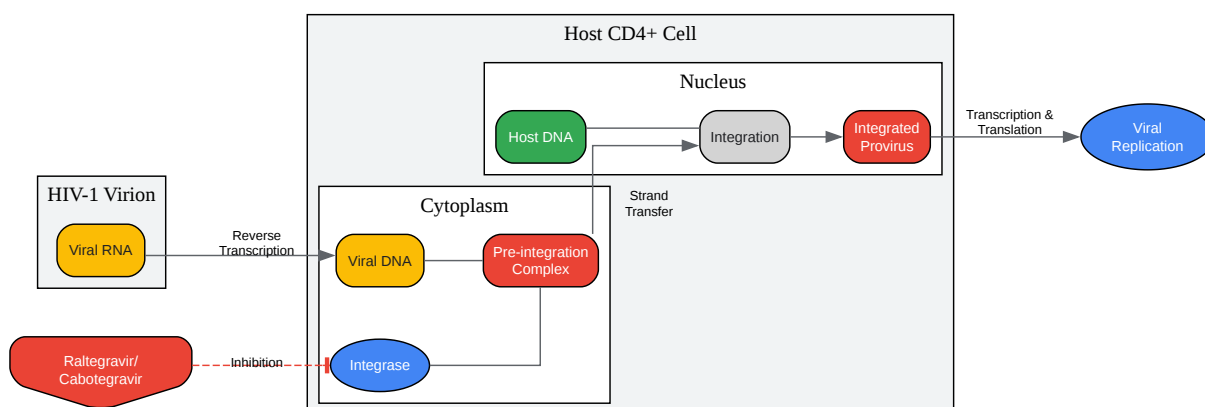 Host CD4+ Cell
Nucleus
Host DNA
Integration
Integrated
Provirus
Transcription &
Translation
Viral
Replication
HIV-1 Virion
Viral RNA
Reverse
Transcription
Cytoplasm
Viral DNA
Pre-integration
Complex
Strand
Transfer
Raltegravir/
Cabotegravir
Inhibition
Integrase